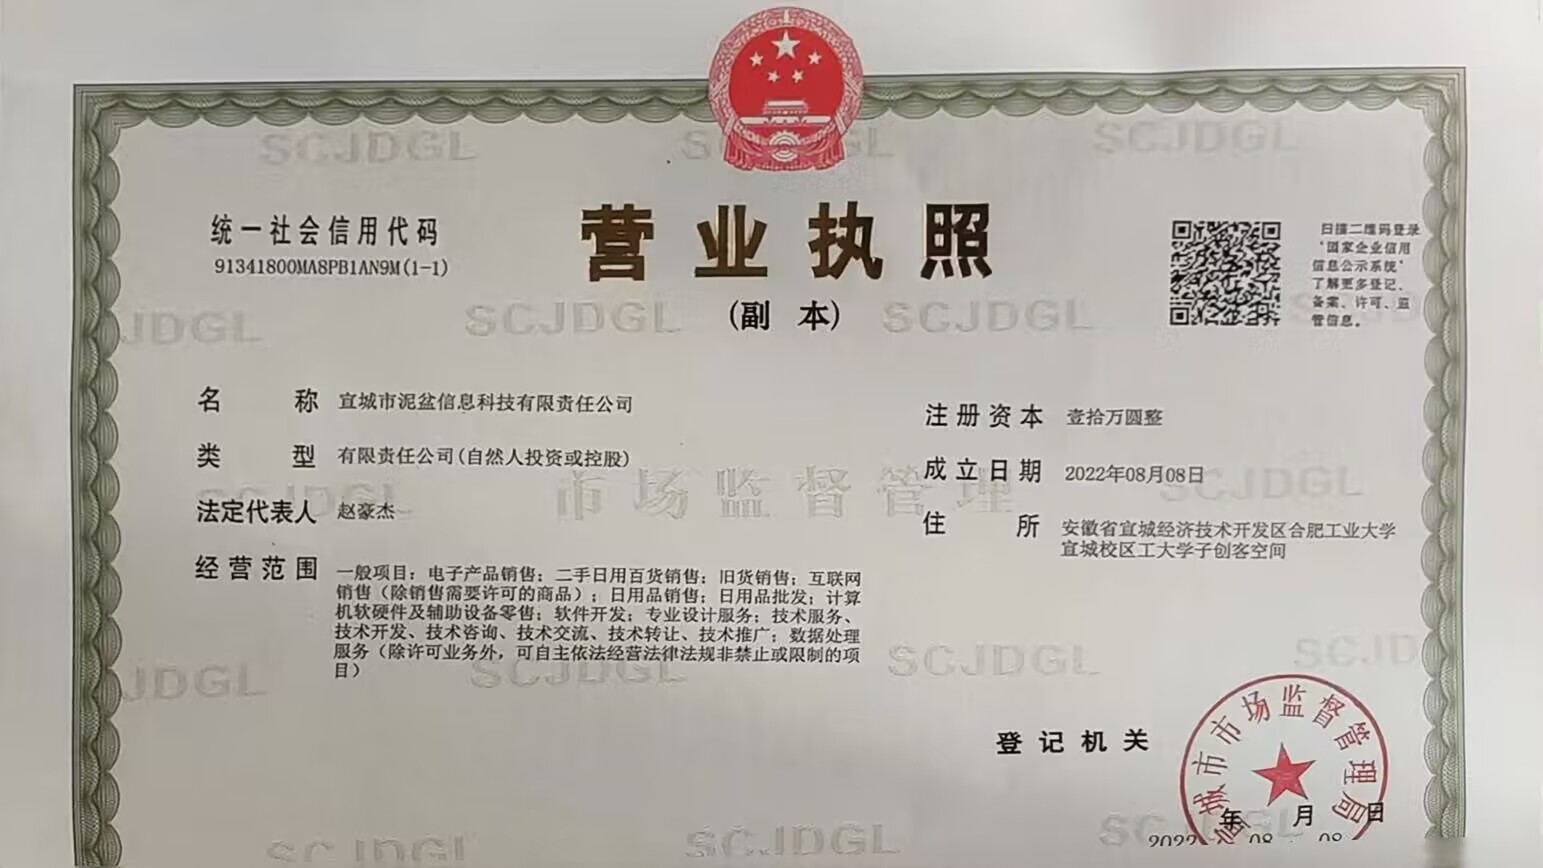 营业执照
(副 本)
统一社会信用代码
91341800MA8PB1AN9M(1-1)
扫描二维码登录
“国家企业信用
信息公示系统”
了解更多登记、
备案、许可、监
管信息。
名 称 宣城市泥盆信息科技有限责任公司
类 型 有限责任公司(自然人投资或控股)
法定代表人 赵豪杰
经营范围 一般项目：电子产品销售；二手日用百货销售；旧货销售；互联网
销售（除销售需要许可的商品）；日用品销售；日用品批发；计算
机软硬件及辅助设备零售；软件开发；专业设计服务；技术服务、
技术开发、技术咨询、技术交流、技术转让、技术推广；数据处理
服务（除许可业务外，可自主依法经营法律法规非禁止或限制的项
目）
注册资本 壹拾万圆整
成立日期 2022年08月08日
住 所 安徽省宣城经济技术开发区合肥工业大学
宣城校区工大学子创客空间
登记机关
宣城市市场监督管理局
年 月 日
2022 08 08
市场监督管理
SCJDGL